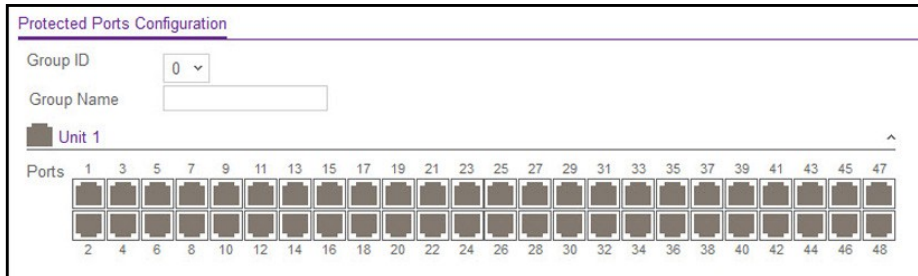 Protected Ports Configuration
Group ID
0
Group Name
Unit 1
Ports 1 3 5 7 9 11 13 15 17 19 21 23 25 27 29 31 33 35 37 39 41 43 45 47
2 4 6 8 10 12 14 16 18 20 22 24 26 28 30 32 34 36 38 40 42 44 46 48